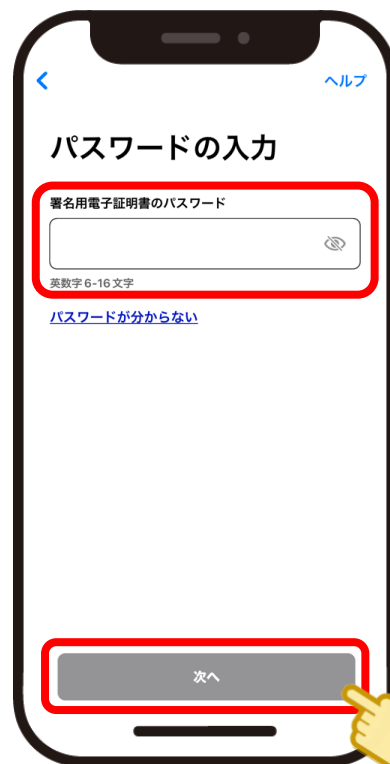 ヘルプ
パスワードの入力
署名用電子証明書のパスワード
英数字 6-16 文字
パスワードが分からない
次へ